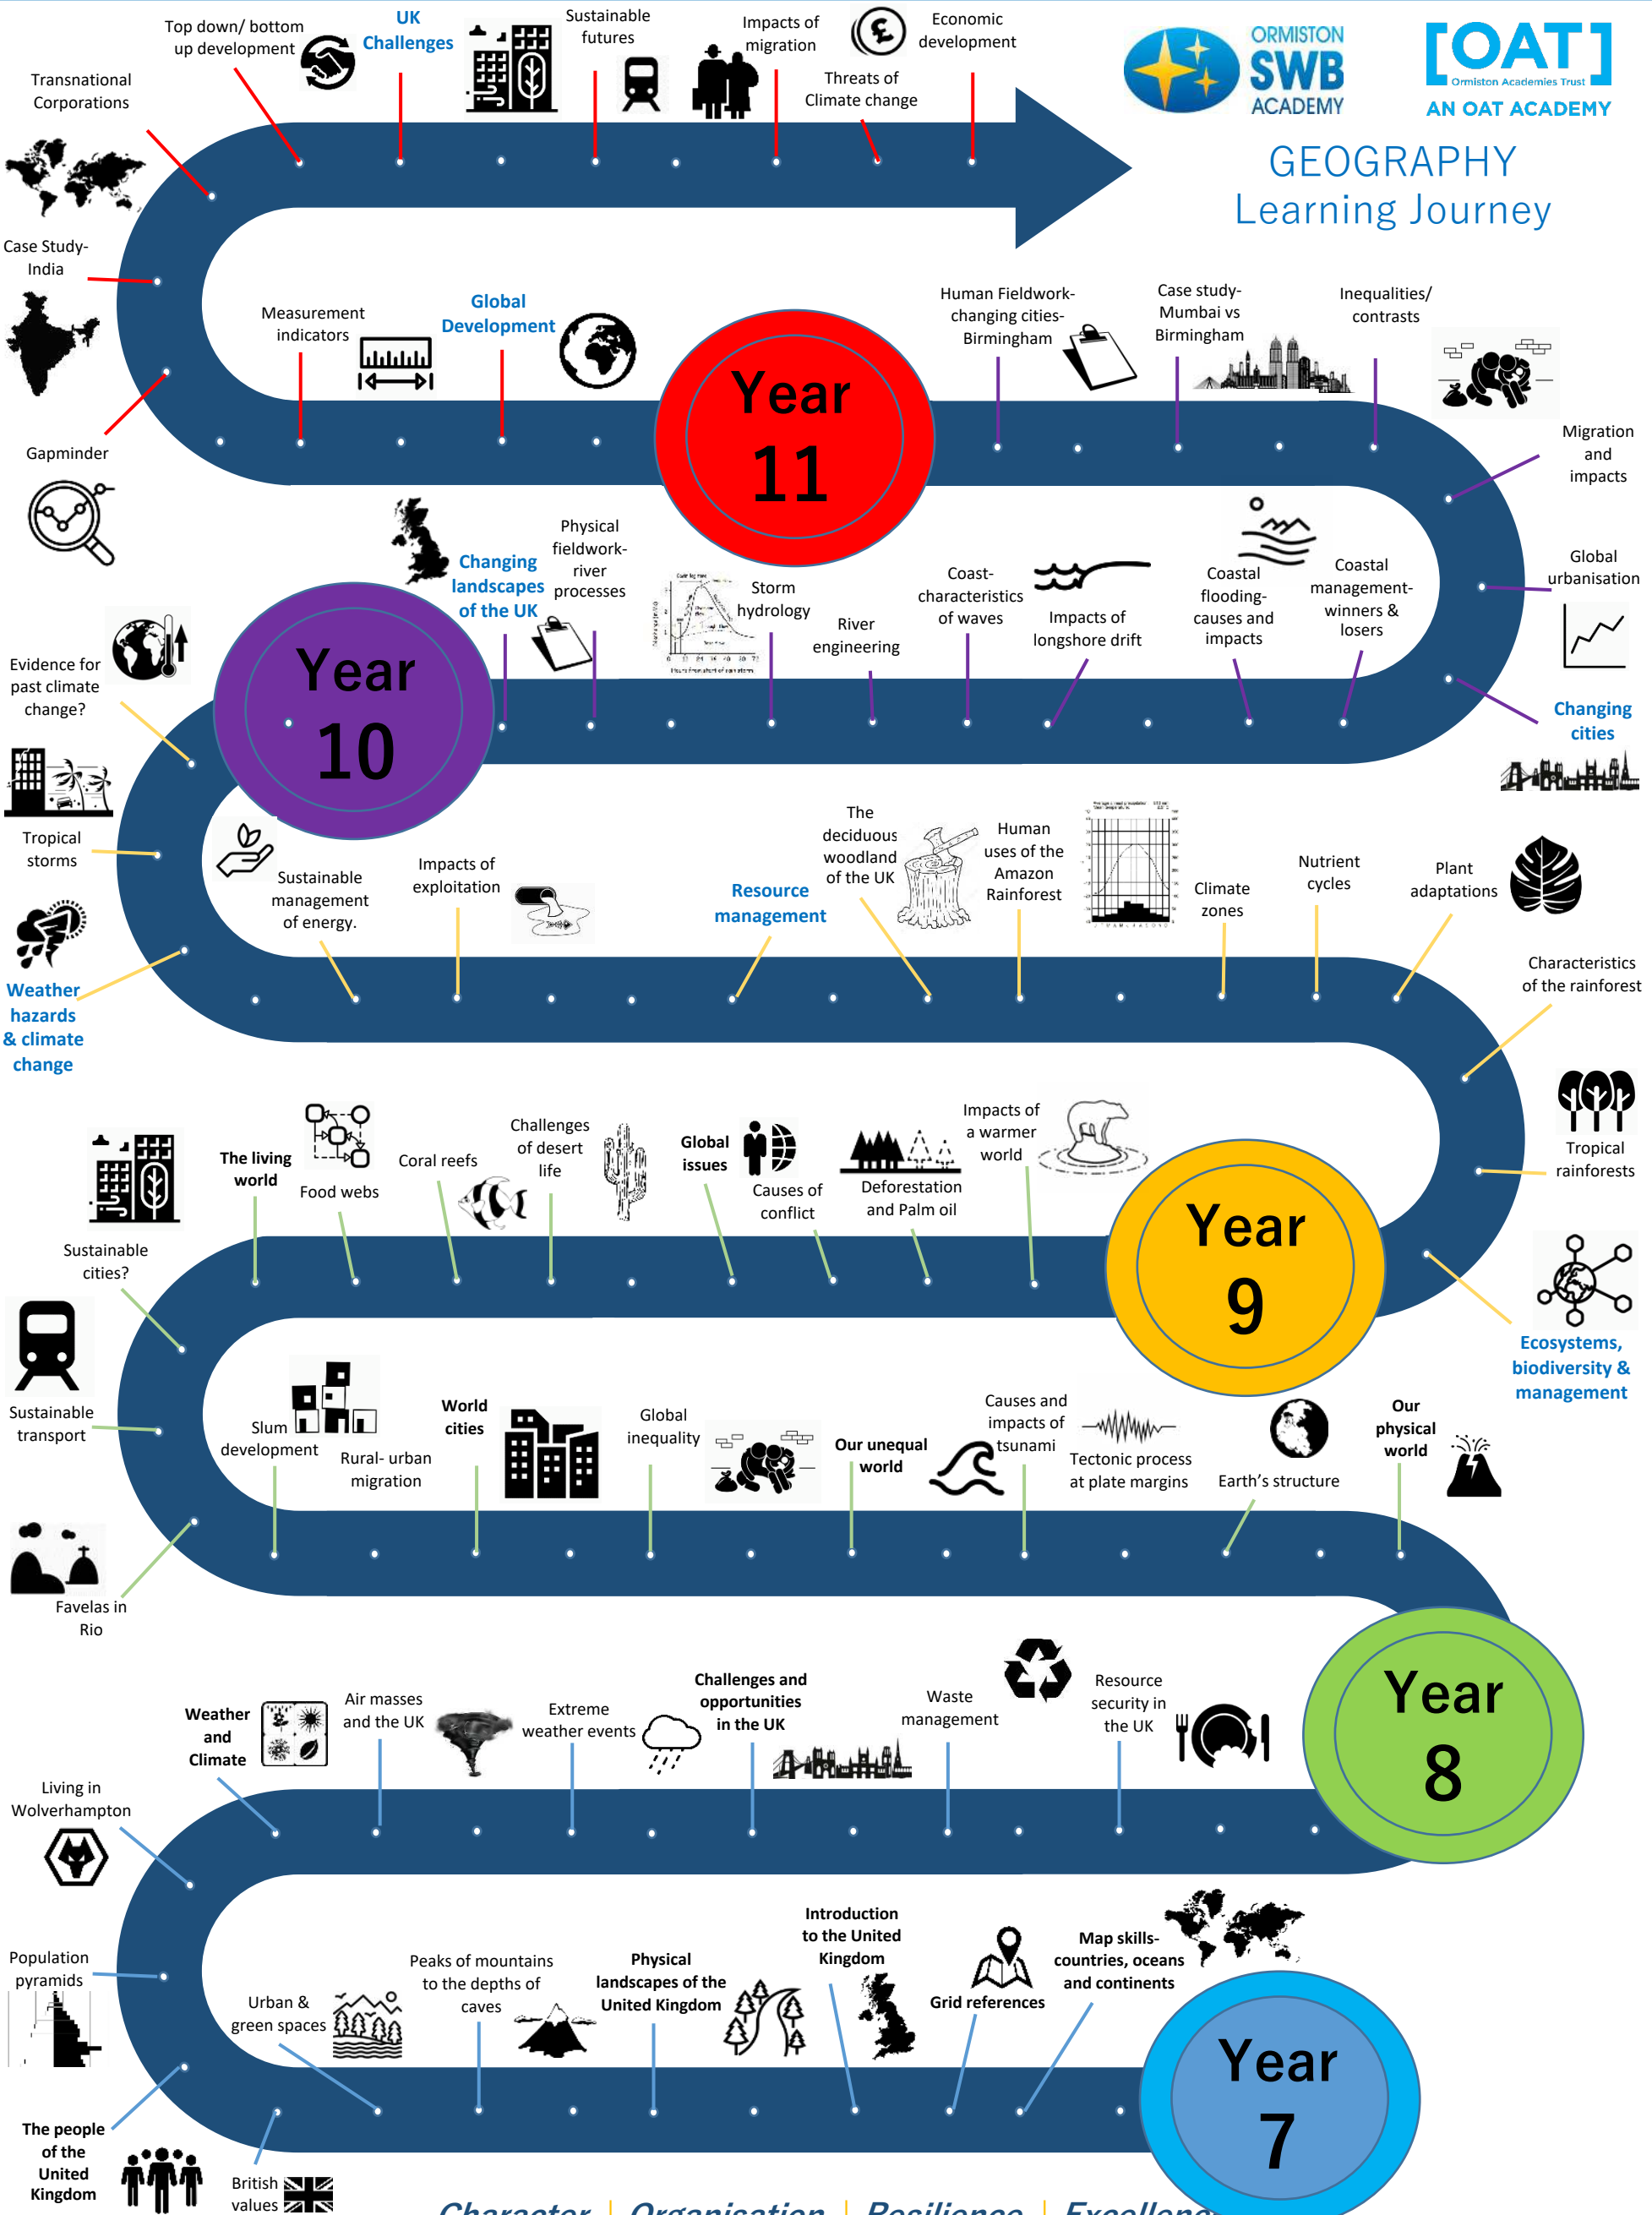 Top down/ bottom
up development
UK
Challenges
Sustainable
futures
Impacts of
migration
Threats of
Climate change
Economic
development
ORMISTON
SWB
ACADEMY
[OAT]
Ormiston Academies Trust
AN OAT ACADEMY
GEOGRAPHY
Learning Journey
Transnational
Corporations
Case Study-
India
Gapminder
Measurement
indicators
Global
Development
Year
11
Human Fieldwork-
changing cities-
Birmingham
Case study-
Mumbai vs
Birmingham
Inequalities/
contrasts
Migration
and
impacts
Global
urbanisation
Changing
cities
Coastal
management-
winners &
losers
Coastal
flooding-
causes and
impacts
Impacts of
longshore drift
Coast-
characteristics
of waves
River
engineering
Storm
hydrology
Physical
fieldwork-
river
processes
Changing
landscapes
of the UK
Year
10
Evidence for
past climate
change?
Tropical
storms
Weather
hazards
& climate
change
Sustainable
management
of energy.
Impacts of
exploitation
Resource
management
The
deciduous
woodland
of the UK
Human
uses of the
Amazon
Rainforest
Climate
zones
Nutrient
cycles
Plant
adaptations
Characteristics
of the rainforest
Tropical
rainforests
Ecosystems,
biodiversity &
management
Year
9
Impacts of
a warmer
world
Deforestation
and Palm oil
Causes of
conflict
Global
issues
Challenges
of desert
life
Coral reefs
Food webs
The living
world
Sustainable
cities?
Sustainable
transport
Favelas in
Rio
Slum
development
Rural- urban
migration
World
cities
Global
inequality
Our unequal
world
Causes and
impacts of
tsunami
Tectonic process
at plate margins
Earth's structure
Our
physical
world
Year
8
Resource
security in
the UK
Waste
management
Challenges and
opportunities
in the UK
Extreme
weather events
Air masses
and the UK
Weather
and
Climate
Living in
Wolverhampton
Population
pyramids
The people
of the
United
Kingdom
British
values
Urban &
green spaces
Peaks of mountains
to the depths of
caves
Physical
landscapes of the
United Kingdom
Introduction
to the United
Kingdom
Grid references
Map skills-
countries, oceans
and continents
Year
7
Character | Organisation | Resilience | Excellenc